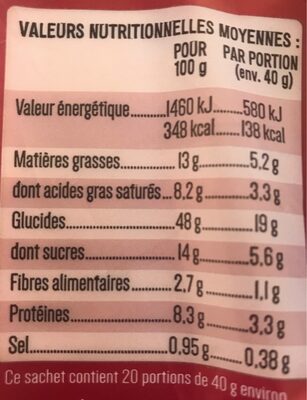 VALEURS NUTRITIONNELLES MOYENNES :
POUR PAR PORTION
100 g (env. 40 g)
Valeur énergétique...........1460 kJ........580 kJ
348 kcal......138 kcal
Matières grasses...................13 g............5.2 g
dont acides gras saturés...8,2 g...........3.3 g
Glucides..............................48 g............19 g
dont sucres.........................14 g............5.6 g
Fibres alimentaires...........2,7 g...........1,1 g
Protéines..........................8,3 g...........3.3 g
Sel....................................0,95 g.........0,38 g
Ce sachet contient 20 portions de 40 g environ